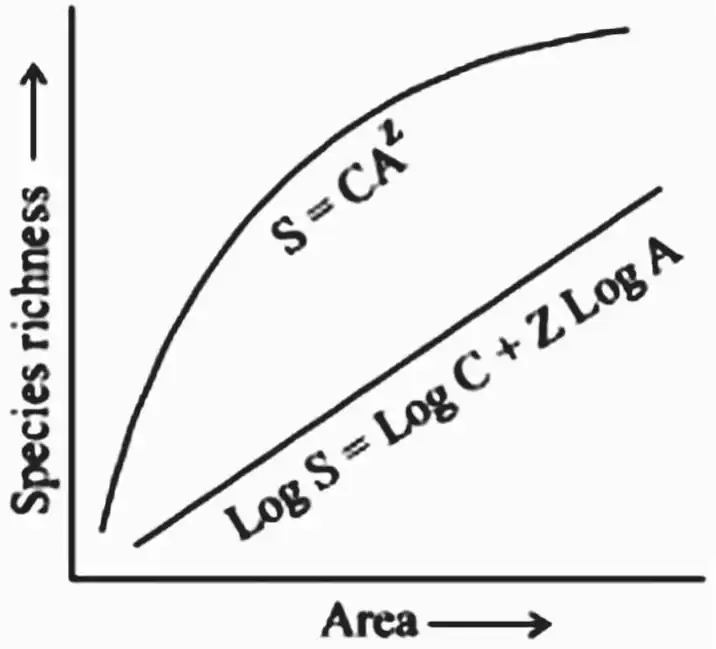 Species richness →
S = CA^z
Log S = Log C + Z Log A
Area →